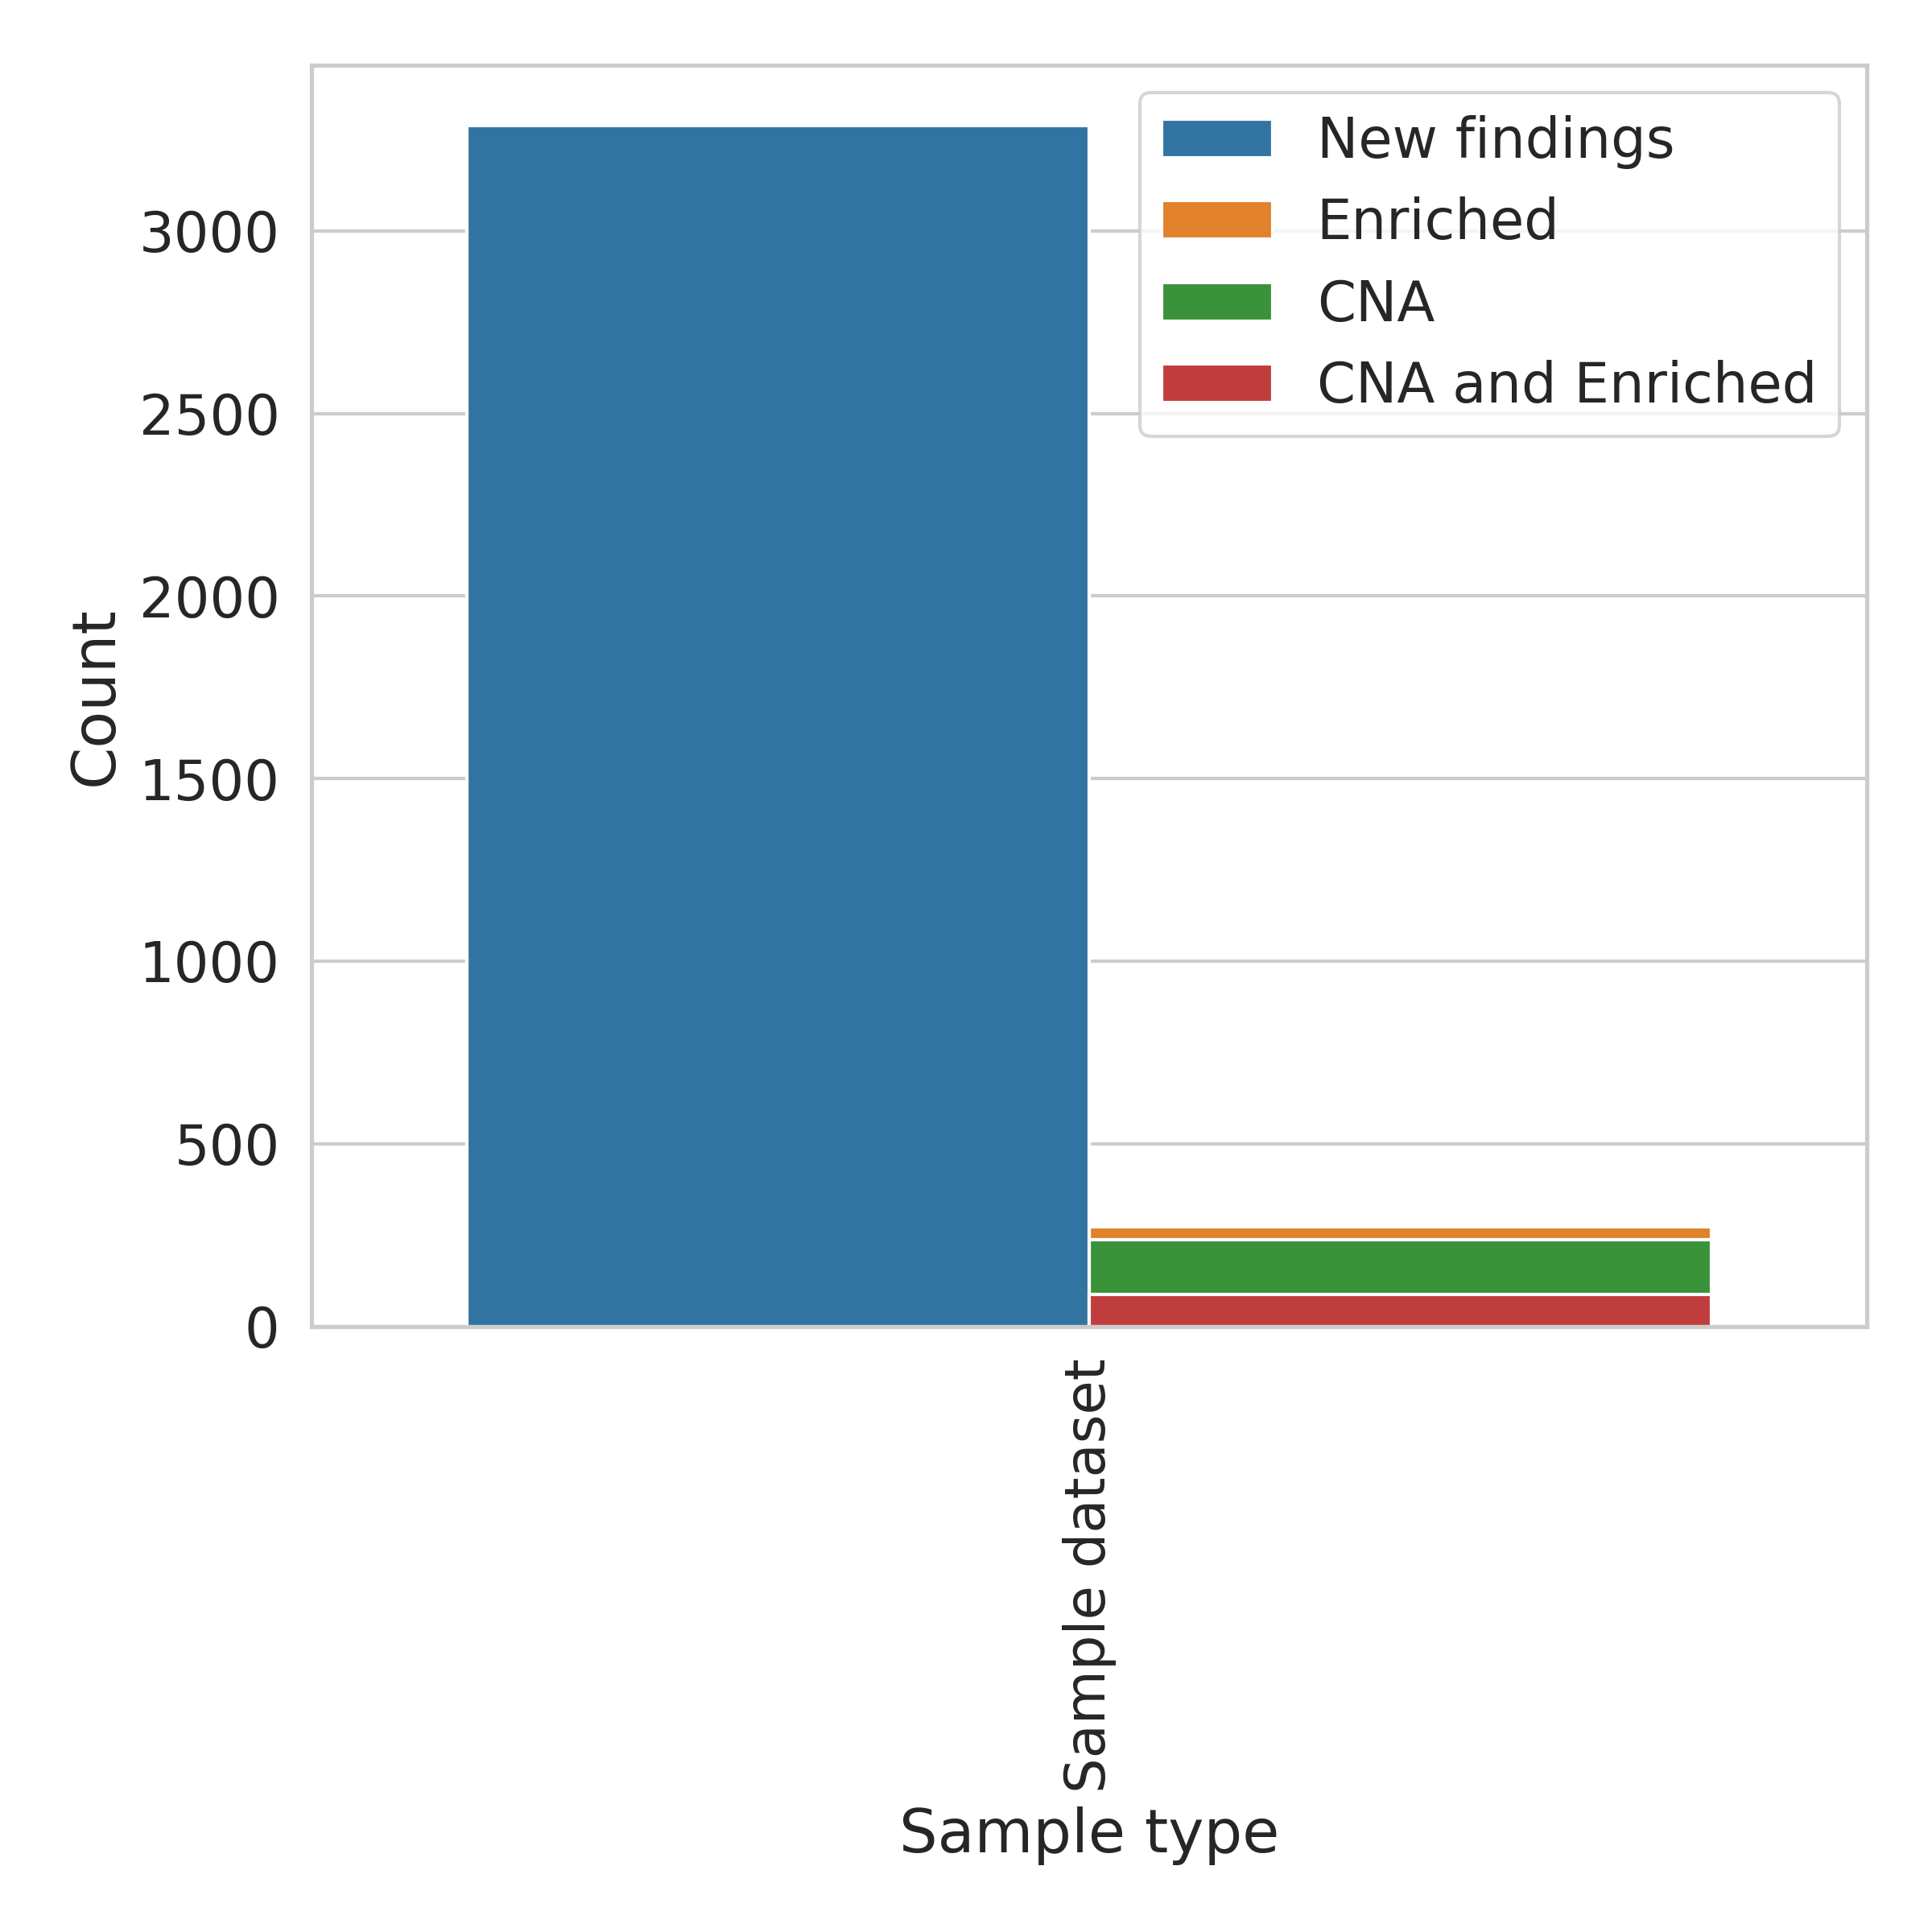 New findings
Enriched
CNA
CNA and Enriched
3000
2500
2000
1500
1000
500
0
Count
Sample dataset
Sample type